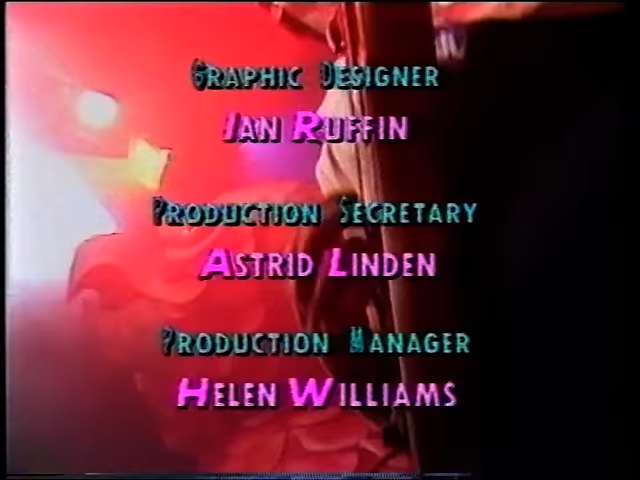 GRAPHIC DESIGNER
IAN RUFFIN
PRODUCTION SECRETARY
ASTRID LINDEN
PRODUCTION MANAGER
HELEN WILLIAMS